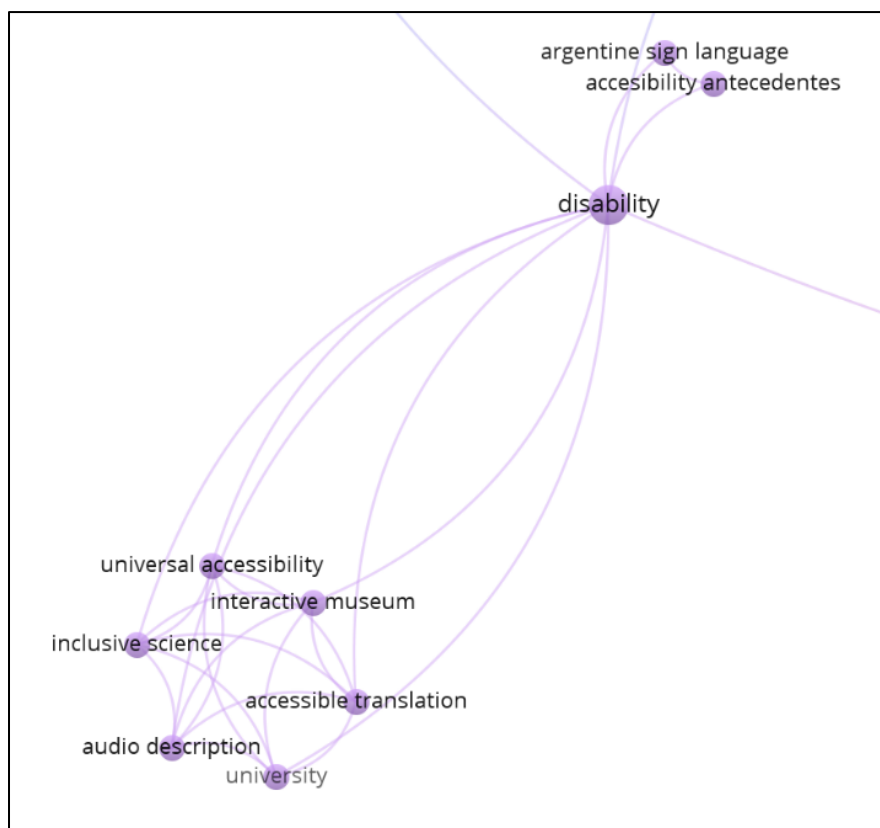 argentine sign language
accesibility antecedentes
disability
universal accessibility
interactive museum
inclusive science
accessible translation
audio description
university